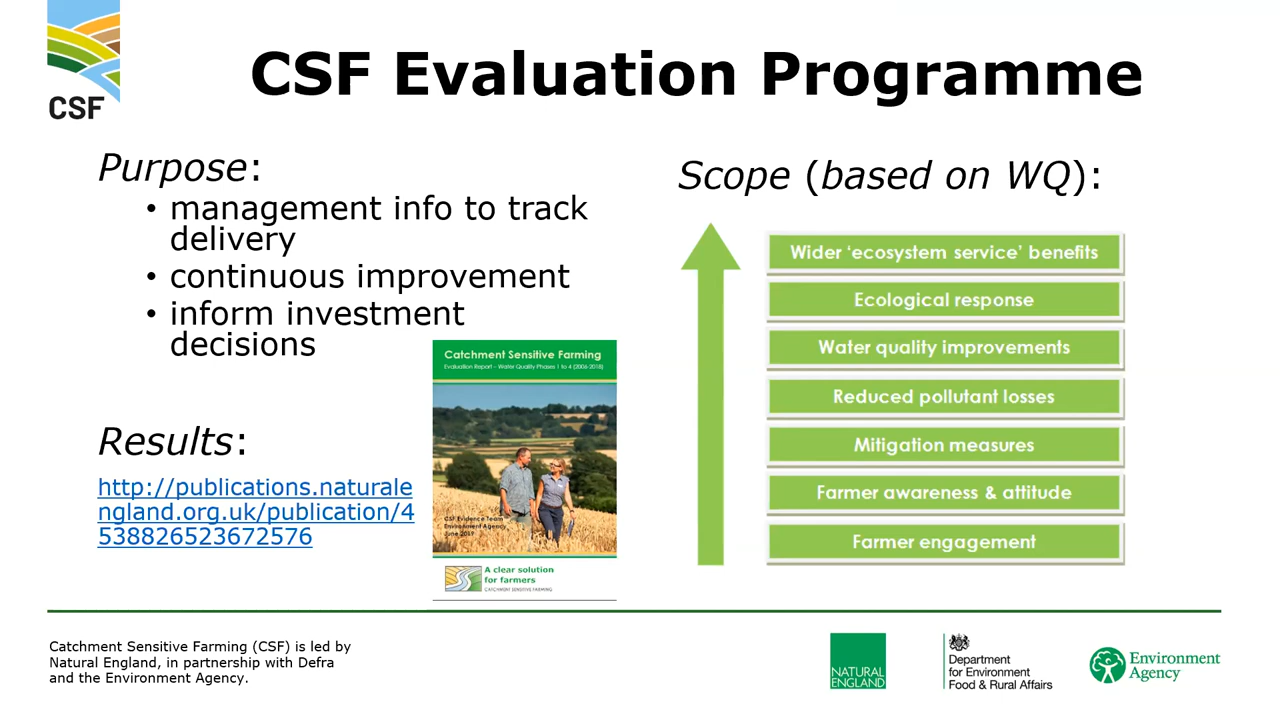 CSF
CSF Evaluation Programme
Purpose:
• management info to track
delivery
• continuous improvement
• inform investment
decisions
Results:
http://publications.naturale
ngland.org.uk/publication/4
538826523672576
Catchment Sensitive Farming
Evaluation Report – Water Quality Phases 1 to 4 (2006-2018)
CSF Evidence Team
Environment Agency
June 2019
A clear solution
for farmers
CATCHMENT SENSITIVE FARMING
Scope (based on WQ):
Wider ‘ecosystem service’ benefits
Ecological response
Water quality improvements
Reduced pollutant losses
Mitigation measures
Farmer awareness & attitude
Farmer engagement
Catchment Sensitive Farming (CSF) is led by
Natural England, in partnership with Defra
and the Environment Agency.
NATURAL
ENGLAND
Department
for Environment
Food & Rural Affairs
Environment
Agency